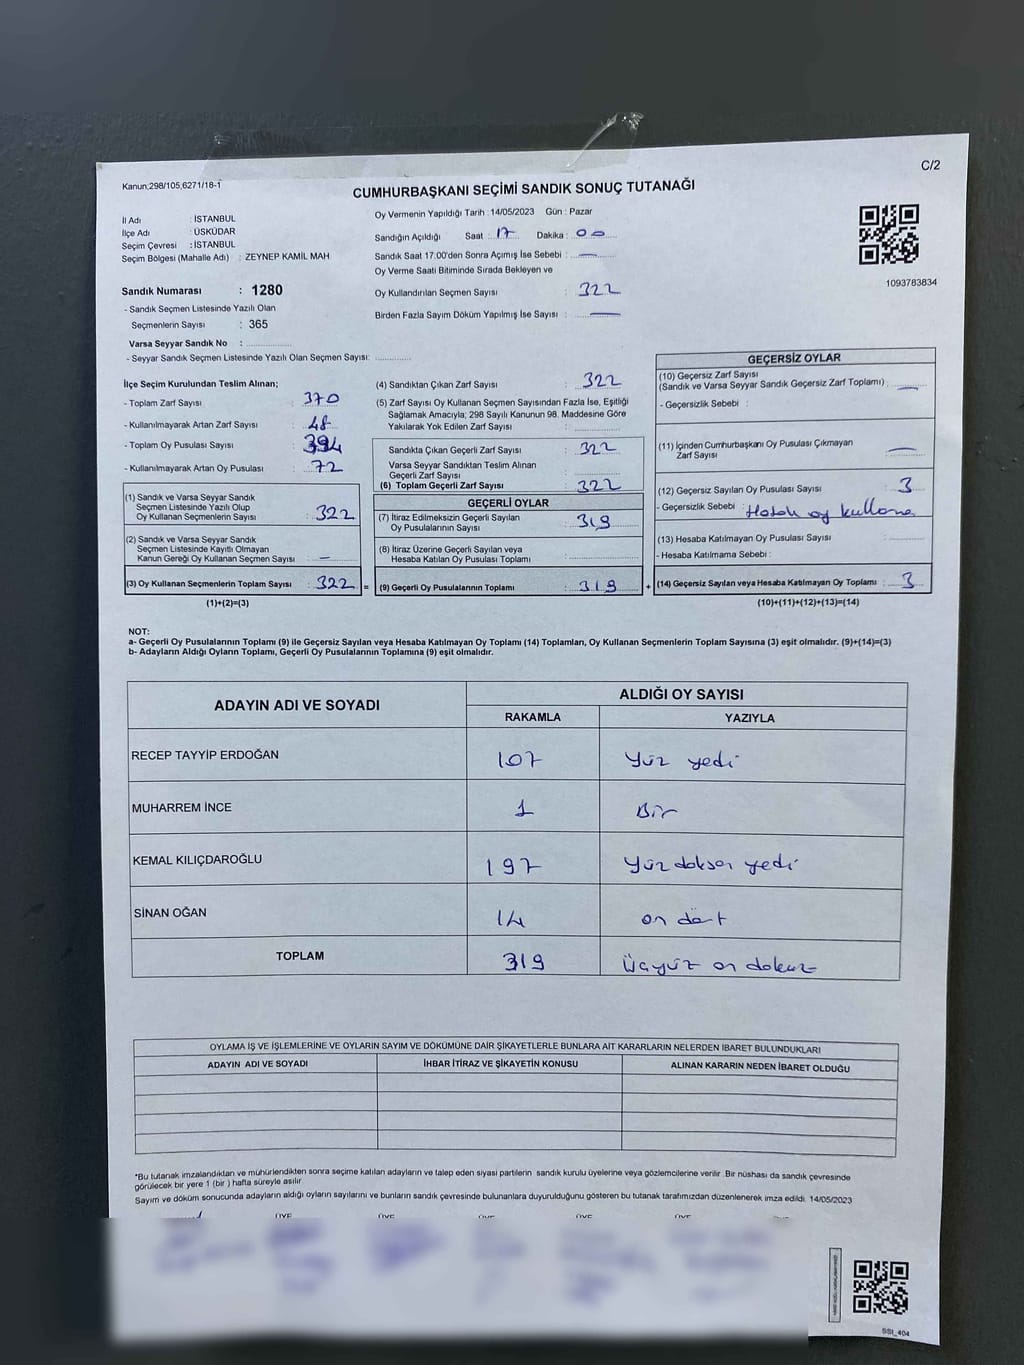 C/2
Kanun;298/105,6271/18-1
CUMHURBAŞKANI SEÇİMİ SANDIK SONUÇ TUTANAĞI
İl Adı : İSTANBUL
İlçe Adı : ÜSKÜDAR
Seçim Çevresi : İSTANBUL
Seçim Bölgesi (Mahalle Adı) : ZEYNEP KAMİL MAH
Sandık Numarası : 1280
- Sandık Seçmen Listesinde Yazılı Olan
Seçmenlerin Sayısı : 365
Varsa Seyyar Sandık No :
- Seyyar Sandık Seçmen Listesinde Yazılı Olan Seçmen Sayısı:
Oy Vermenin Yapıldığı Tarih : 14/05/2023 Gün : Pazar
Sandığın Açıldığı Saat : 17 Dakika : 00
Sandık Saat 17.00'den Sonra Açımış İse Sebebi : —
Oy Verme Saati Bitiminde Sırada Bekleyen ve
Oy Kullandırılan Seçmen Sayısı : 322
Birden Fazla Sayım Döküm Yapılmış İse Sayısı : —
1093783834
İlçe Seçim Kurulundan Teslim Alınan;
- Toplam Zarf Sayısı : 370
- Kullanılmayarak Artan Zarf Sayısı : 48
- Toplam Oy Pusulası Sayısı : 394
- Kullanılmayarak Artan Oy Pusulası : 72
(1) Sandık ve Varsa Seyyar Sandık
Seçmen Listesinde Yazılı Olup
Oy Kullanan Seçmenlerin Sayısı : 322
(2) Sandık ve Varsa Seyyar Sandık
Seçmen Listesinde Kayıtlı Olmayan
Kanun Gereği Oy Kullanan Seçmen Sayısı : —
(3) Oy Kullanan Seçmenlerin Toplam Sayısı : 322 =
(1)+(2)=(3)
(4) Sandıktan Çıkan Zarf Sayısı : 322
(5) Zarf Sayısı Oy Kullanan Seçmen Sayısından Fazla İse, Eşitliği
Sağlamak Amacıyla; 298 Sayılı Kanunun 98. Maddesine Göre
Yakılarak Yok Edilen Zarf Sayısı :
Sandıkta Çıkan Geçerli Zarf Sayısı : 322
Varsa Seyyar Sandıktan Teslim Alınan
Geçerli Zarf Sayısı :
(6) Toplam Geçerli Zarf Sayısı : 322
GEÇERLİ OYLAR
(7) İtiraz Edilmeksizin Geçerli Sayılan
Oy Pusulalarının Sayısı : 319
(8) İtiraz Üzerine Geçerli Sayılan veya
Hesaba Katılan Oy Pusulası Toplamı :
(9) Geçerli Oy Pusulalarının Toplamı : 319 +
GEÇERSİZ OYLAR
(10) Geçersiz Zarf Sayısı
(Sandık ve Varsa Seyyar Sandık Geçersiz Zarf Toplamı) : —
- Geçersizlik Sebebi :
(11) İçinden Cumhurbaşkanı Oy Pusulası Çıkmayan
Zarf Sayısı : —
(12) Geçersiz Sayılan Oy Pusulası Sayısı : 3
- Geçersizlik Sebebi : oy kullana
(13) Hesaba Katılmayan Oy Pusulası Sayısı :
- Hesaba Katılmama Sebebi :
(14) Geçersiz Sayılan veya Hesaba Katılmayan Oy Toplamı : 3
(10)+(11)+(12)+(13)=(14)
NOT:
a- Geçerli Oy Pusulalarının Toplamı (9) ile Geçersiz Sayılan veya Hesaba Katılmayan Oy Toplamı (14) Toplamları, Oy Kullanan Seçmenlerin Toplam Sayısına (3) eşit olmalıdır. (9)+(14)=(3)
b- Adayların Aldığı Oyların Toplamı, Geçerli Oy Pusulalarının Toplamına (9) eşit olmalıdır.
ADAYIN ADI VE SOYADI ALDIĞI OY SAYISI
RAKAMLA YAZIYLA
RECEP TAYYİP ERDOĞAN 107 Yüz yedi
MUHARREM İNCE 1 Bir
KEMAL KILIÇDAROĞLU 197 Yüz doksan yedi
SİNAN OĞAN 14 on dört
TOPLAM 319 Üçyüz on dokuz
OYLAMA İŞ VE İŞLEMLERİNE VE OYLARIN SAYIM VE DÖKÜMÜNE DAİR ŞİKAYETLERLE BUNLARA AİT KARARLARIN NELERDEN İBARET BULUNDUKLARI
ADAYIN ADI VE SOYADI İHBAR İTİRAZ VE ŞİKAYETİN KONUSU ALINAN KARARIN NEDEN İBARET OLDUĞU
*Bu tutanak imzalandıktan ve mühürlendikten sonra seçime katılan adayların ve talep eden siyasi partilerin sandık kurulu üyelerine veya gözlemcilerine verilir. Bir nüshası da sandık çevresinde
görülecek bir yere 1 (bir) hafta süreyle asılır
Sayım ve döküm sonucunda adayların aldığı oyların sayılarını ve bunların sandık çevresinde bulunanlara duyurulduğunu gösteren bu tutanak tarafımızdan düzenlenerek imza edildi. 14/05/2023
ÜYE ÜYE ÜYE ÜYE ÜYE
SSI_404